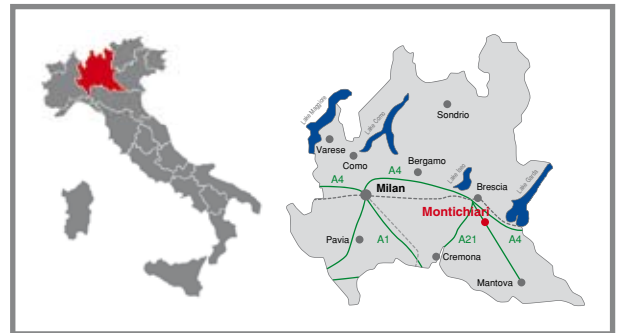 Lake Maggiore
Lake Como
Sondrio
Varese
Como
Bergamo
Lake Iseo
Lake Garda
A4
A4
Milan
Brescia
Montichiari
Pavia
A1
A21
A4
Cremona
Mantova